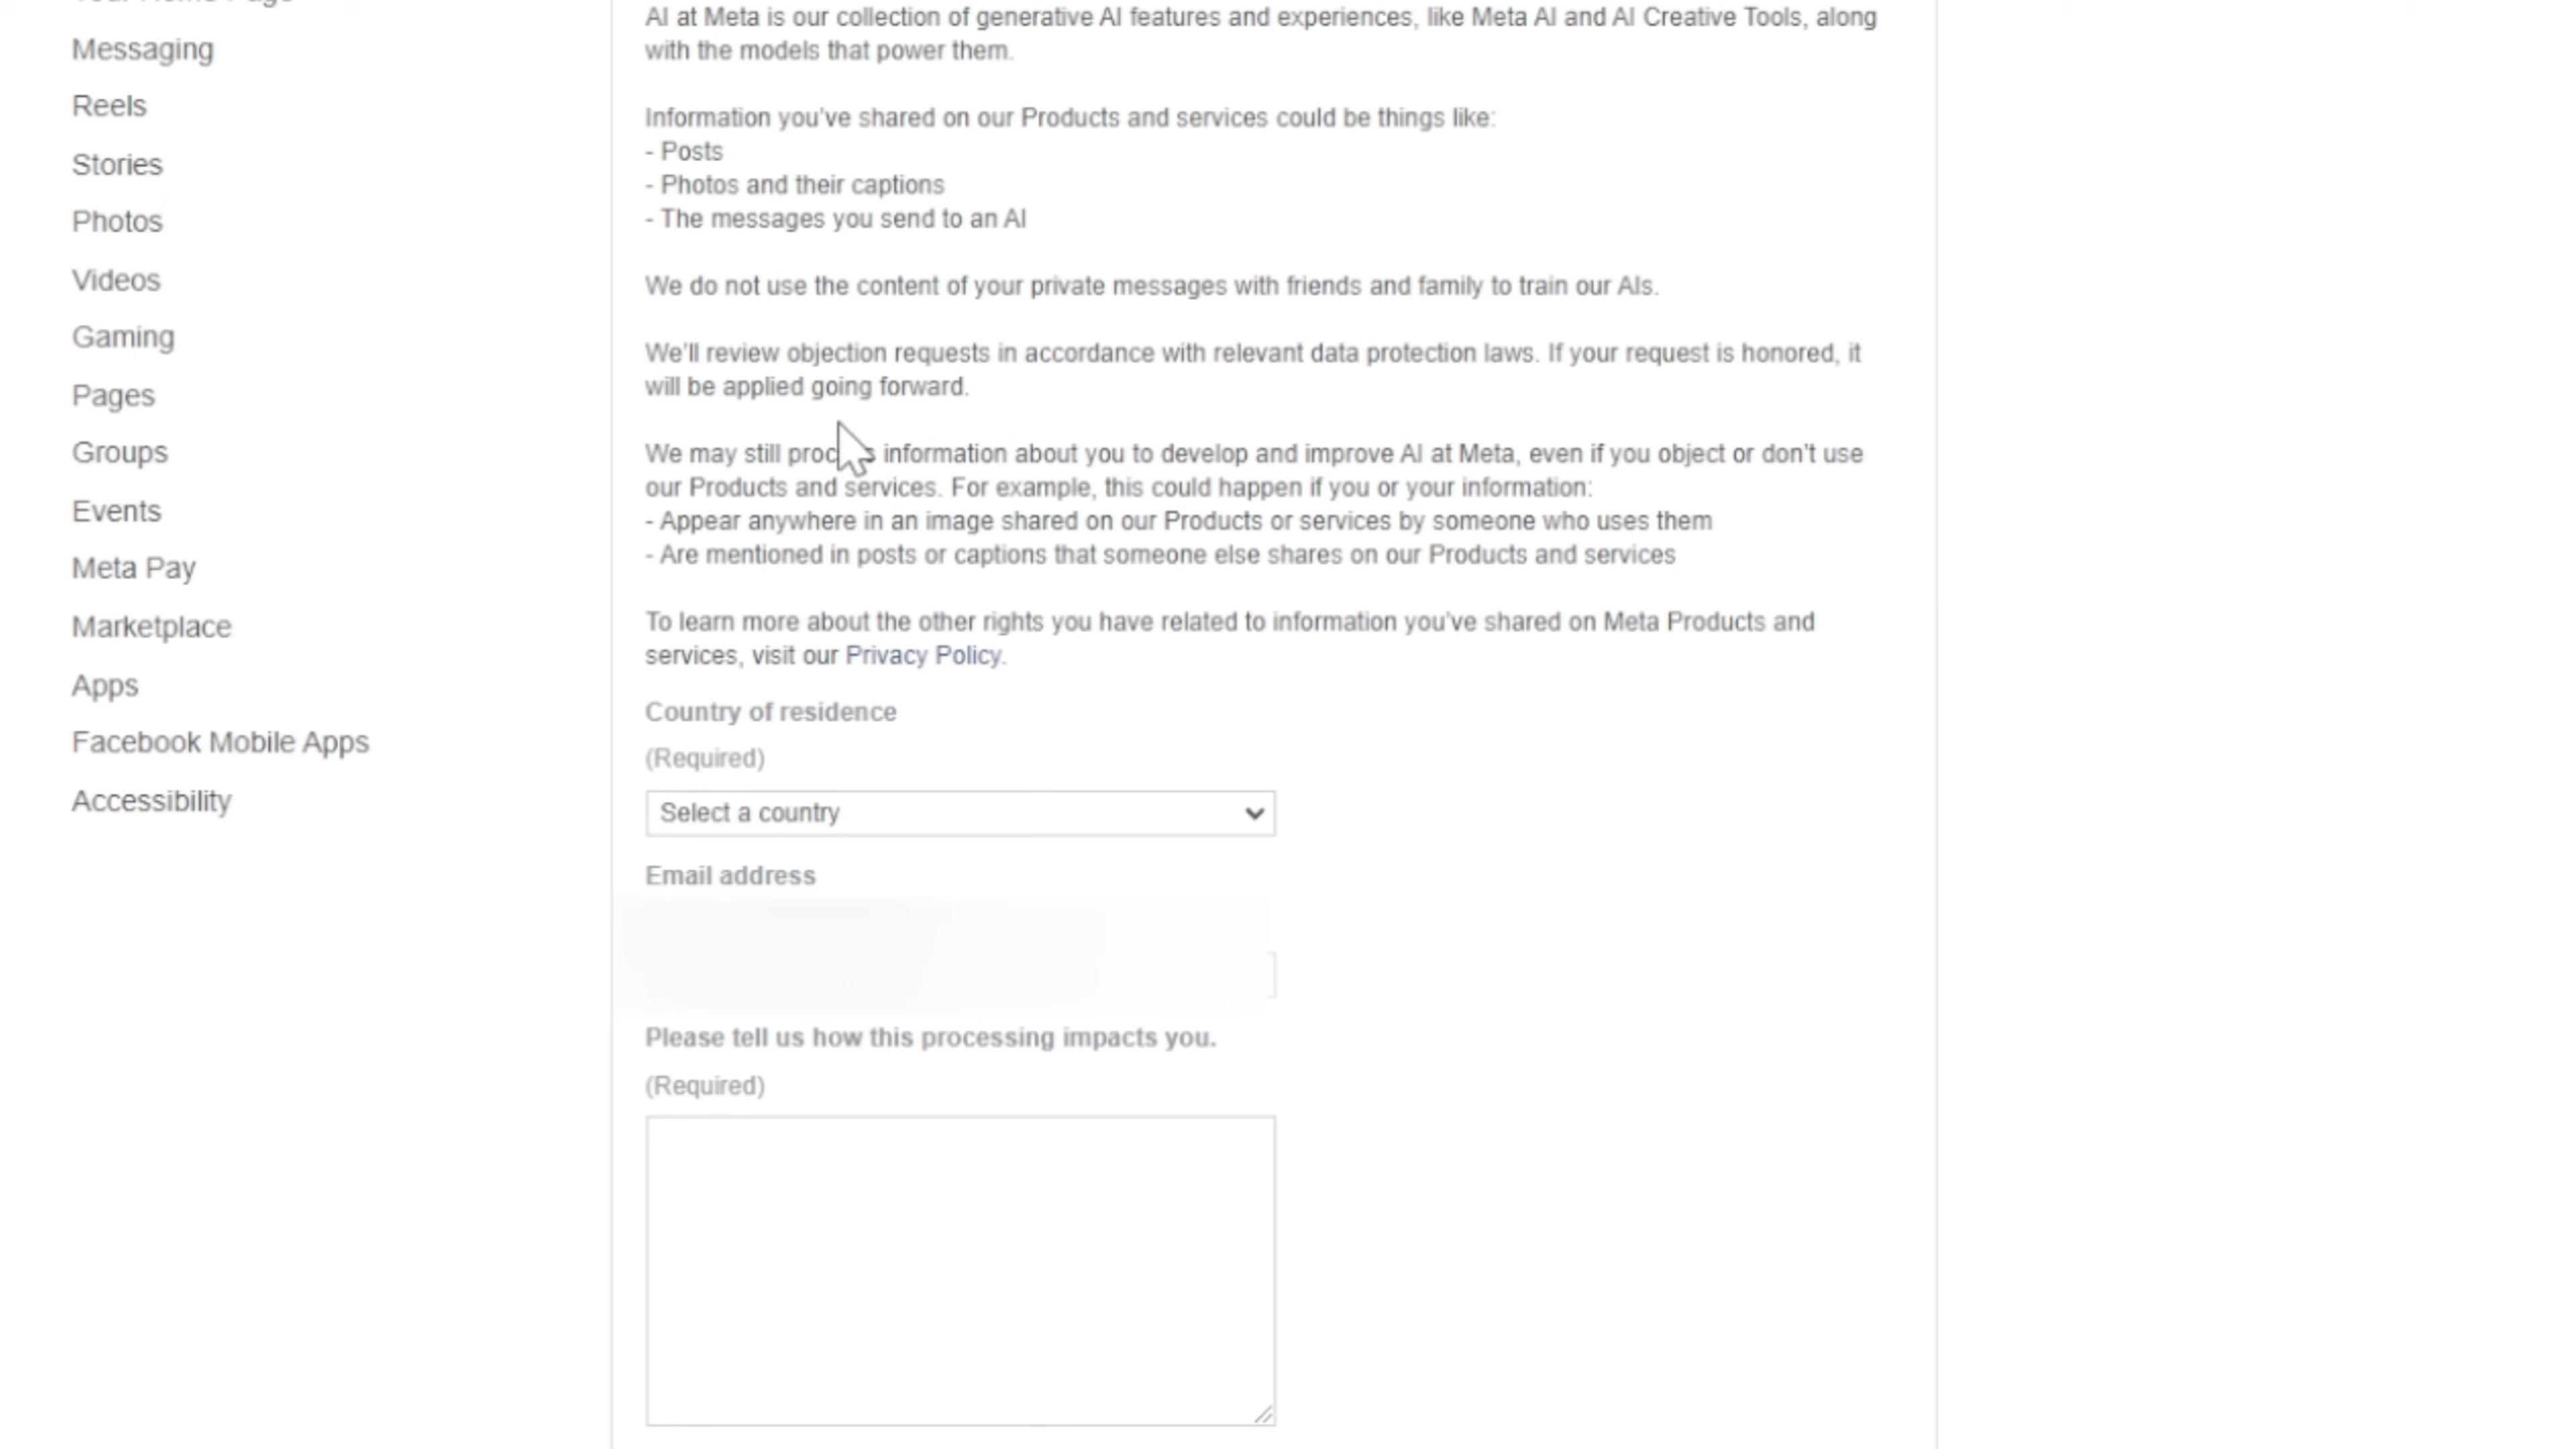 Messaging
Reels
Stories
Photos
Videos
Gaming
Pages
Groups
Events
Meta Pay
Marketplace
Apps
Facebook Mobile Apps
Accessibility
AI at Meta is our collection of generative AI features and experiences, like Meta AI and AI Creative Tools, along
with the models that power them.
Information you've shared on our Products and services could be things like:
- Posts
- Photos and their captions
- The messages you send to an AI
We do not use the content of your private messages with friends and family to train our AIs.
We'll review objection requests in accordance with relevant data protection laws. If your request is honored, it
will be applied going forward.
We may still process information about you to develop and improve AI at Meta, even if you object or don't use
our Products and services. For example, this could happen if you or your information:
- Appear anywhere in an image shared on our Products or services by someone who uses them
- Are mentioned in posts or captions that someone else shares on our Products and services
To learn more about the other rights you have related to information you've shared on Meta Products and
services, visit our Privacy Policy.
Country of residence
(Required)
Select a country
Email address
Please tell us how this processing impacts you.
(Required)